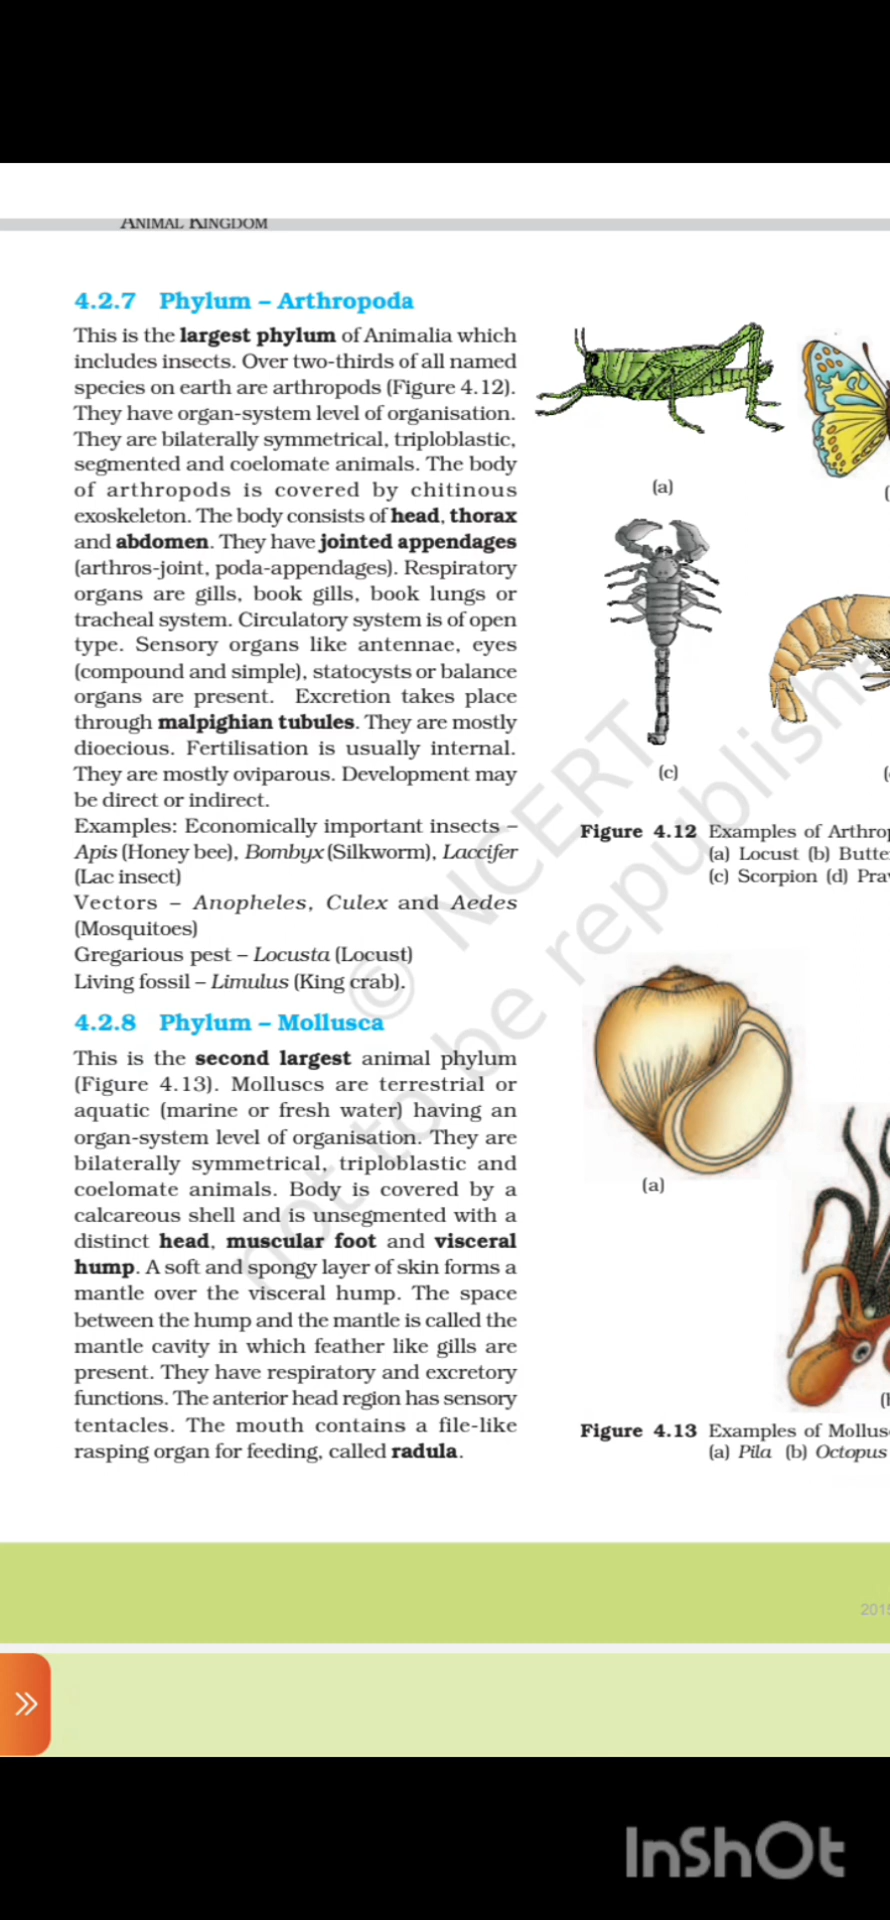 ANIMAL KINGDOM
4.2.7 Phylum – Arthropoda
This is the largest phylum of Animalia which
includes insects. Over two-thirds of all named
species on earth are arthropods (Figure 4.12).
They have organ-system level of organisation.
They are bilaterally symmetrical, triploblastic,
segmented and coelomate animals. The body
of arthropods is covered by chitinous
exoskeleton. The body consists of head, thorax
and abdomen. They have jointed appendages
(arthros-joint, poda-appendages). Respiratory
organs are gills, book gills, book lungs or
tracheal system. Circulatory system is of open
type. Sensory organs like antennae, eyes
(compound and simple), statocysts or balance
organs are present. Excretion takes place
through malpighian tubules. They are mostly
dioecious. Fertilisation is usually internal.
They are mostly oviparous. Development may
be direct or indirect.
Examples: Economically important insects –
Apis (Honey bee), Bombyx (Silkworm), Laccifer
(Lac insect)
Vectors – Anopheles, Culex and Aedes
(Mosquitoes)
Gregarious pest – Locusta (Locust)
Living fossil – Limulus (King crab).
4.2.8 Phylum – Mollusca
This is the second largest animal phylum
(Figure 4.13). Molluscs are terrestrial or
aquatic (marine or fresh water) having an
organ-system level of organisation. They are
bilaterally symmetrical, triploblastic and
coelomate animals. Body is covered by a
calcareous shell and is unsegmented with a
distinct head, muscular foot and visceral
hump. A soft and spongy layer of skin forms a
mantle over the visceral hump. The space
between the hump and the mantle is called the
mantle cavity in which feather like gills are
present. They have respiratory and excretory
functions. The anterior head region has sensory
tentacles. The mouth contains a file-like
rasping organ for feeding, called radula.
(a)
(c)
Figure 4.12 Examples of
(a) Locust (b)
(c) Scorpion (d)
(a)
Figure 4.13 Examples of
(a) Pila (b) Octopus
© NCERT
not to be
InShOt